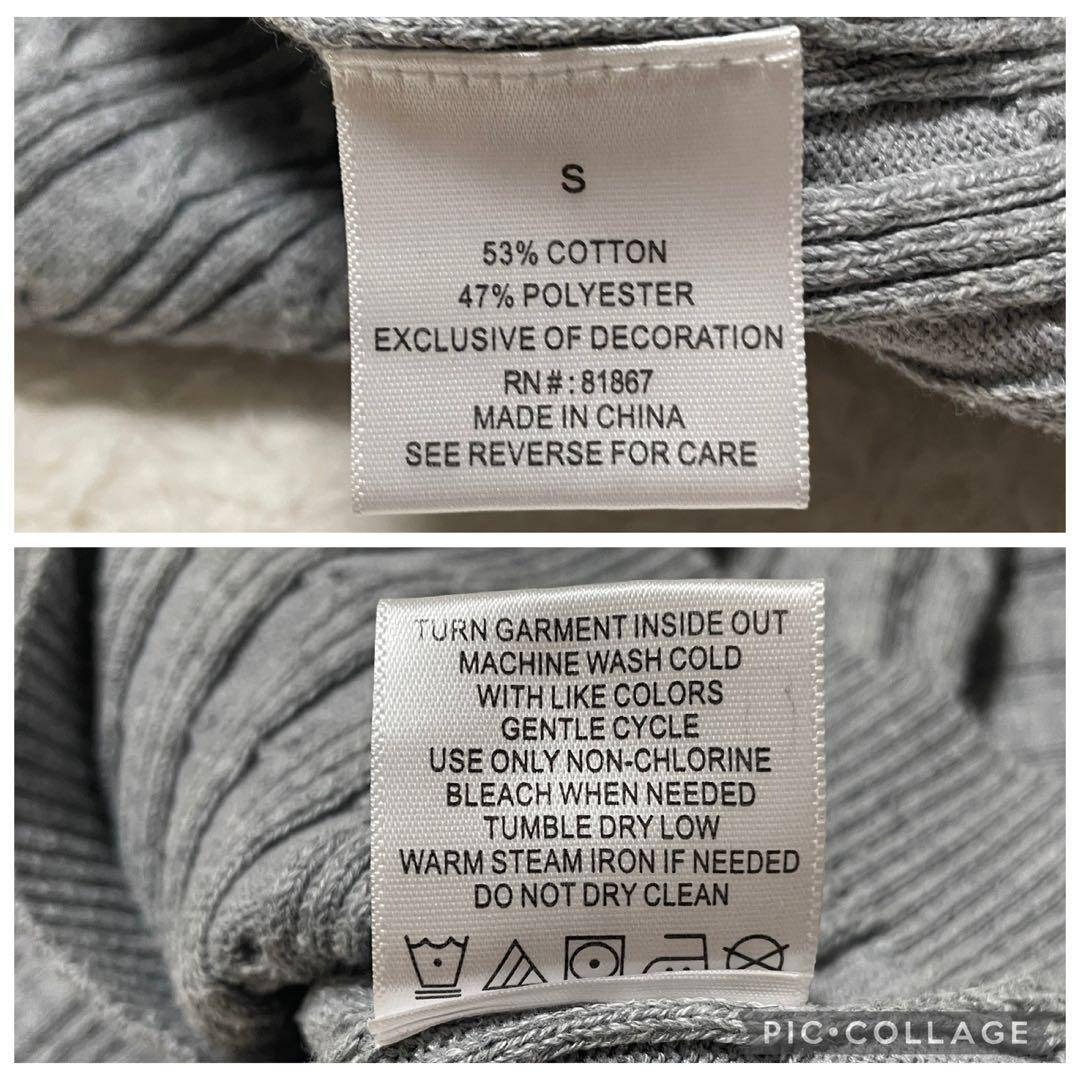 S
53% COTTON
47% POLYESTER
EXCLUSIVE OF DECORATION
RN #: 81867
MADE IN CHINA
SEE REVERSE FOR CARE
TURN GARMENT INSIDE OUT
MACHINE WASH COLD
WITH LIKE COLORS
GENTLE CYCLE
USE ONLY NON-CHLORINE
BLEACH WHEN NEEDED
TUMBLE DRY LOW
WARM STEAM IRON IF NEEDED
DO NOT DRY CLEAN
PIC•COLLAGE